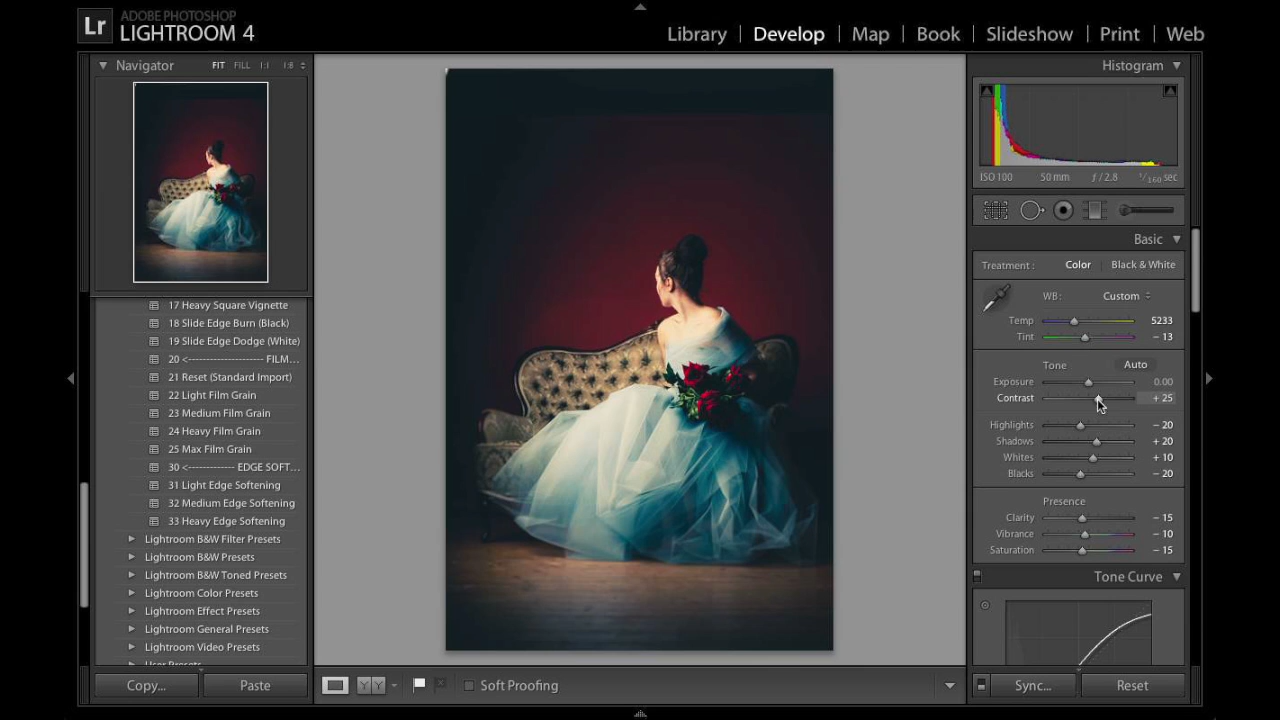 Lr
ADOBE PHOTOSHOP
LIGHTROOM 4
Library | Develop | Map | Book | Slideshow | Print | Web
Navigator FIT FILL 1:1 1:8
17 Heavy Square Vignette
18 Slide Edge Burn (Black)
19 Slide Edge Dodge (White)
20 <---------------------- FILM...
21 Reset (Standard Import)
22 Light Film Grain
23 Medium Film Grain
24 Heavy Film Grain
25 Max Film Grain
30 <------------- EDGE SOFT...
31 Light Edge Softening
32 Medium Edge Softening
33 Heavy Edge Softening
Lightroom B&W Filter Presets
Lightroom B&W Presets
Lightroom B&W Toned Presets
Lightroom Color Presets
Lightroom Effect Presets
Lightroom General Presets
Lightroom Video Presets
User Presets
Copy... Paste
Soft Proofing
Histogram
ISO 100 50 mm ƒ / 2.8 1/160 sec
Basic
Treatment : Color | Black & White
WB: Custom
Temp 5233
Tint – 13
Tone Auto
Exposure 0.00
Contrast + 25
Highlights – 20
Shadows + 20
Whites + 10
Blacks – 20
Presence
Clarity – 15
Vibrance – 10
Saturation – 15
Tone Curve
Sync... Reset